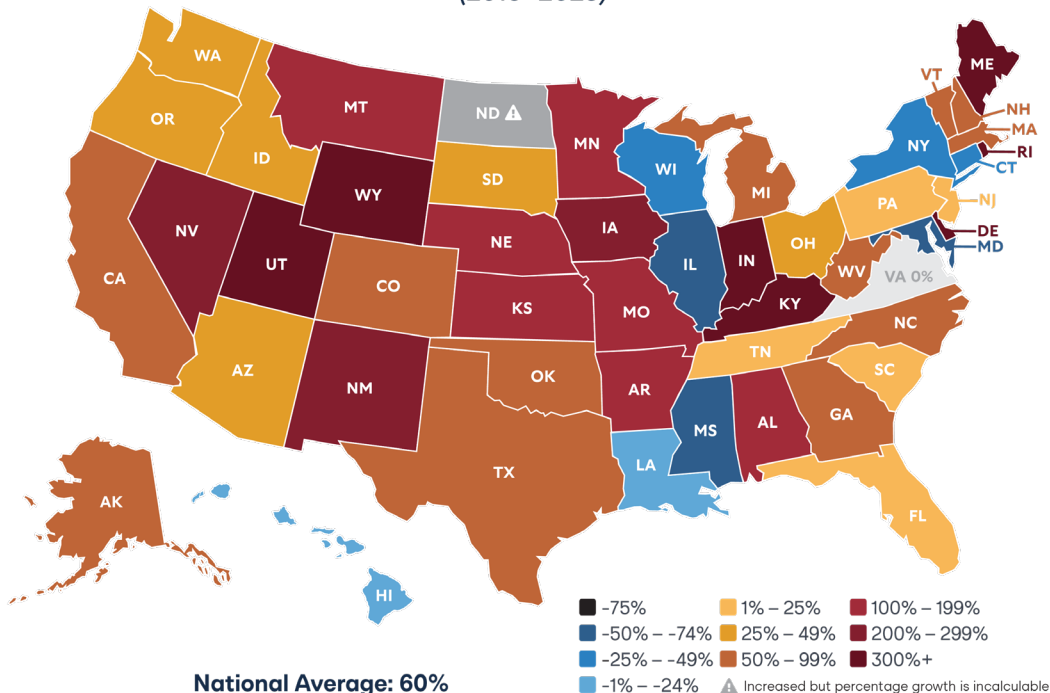 (2010–2023)
WA
ME
VT
MT
ND
NH
OR
MN
MA
ID
NY
RI
WI
CT
SD
MI
WY
PA
NJ
IA
NE
NV
OH
DE
IN
MD
UT
IL
CO
WV
VA 0%
CA
KS
MO
KY
NC
TN
AZ
OK
SC
NM
AR
GA
AL
MS
LA
TX
AK
FL
HI
-75%
1% – 25%
100% – 199%
-50% – -74%
25% – 49%
200% – 299%
-25% – -49%
50% – 99%
300%+
-1% – -24%
Increased but percentage growth is incalculable
National Average: 60%